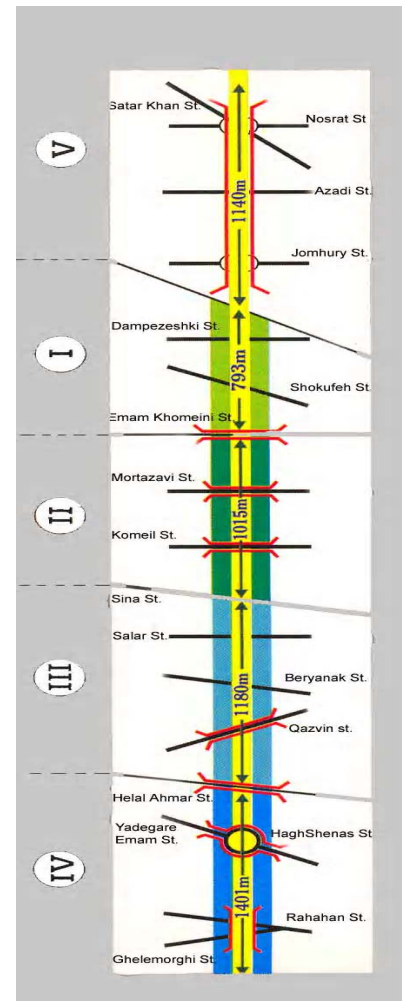 Satar Khan St.
Nosrat St
V
1140m
Azadi St.
Jomhury St.
Dampezeshki St.
I
793m
Shokufeh St.
Emam Khomeini St.
Mortazavi St.
II
1015m
Komeil St.
Sina St.
Salar St.
III
1180m
Beryanak St.
Qazvin st.
Helal Ahmar St.
Yadegare
Emam St.
HaghShenas St
IV
1401m
Rahahan St.
Ghelemorghi St.